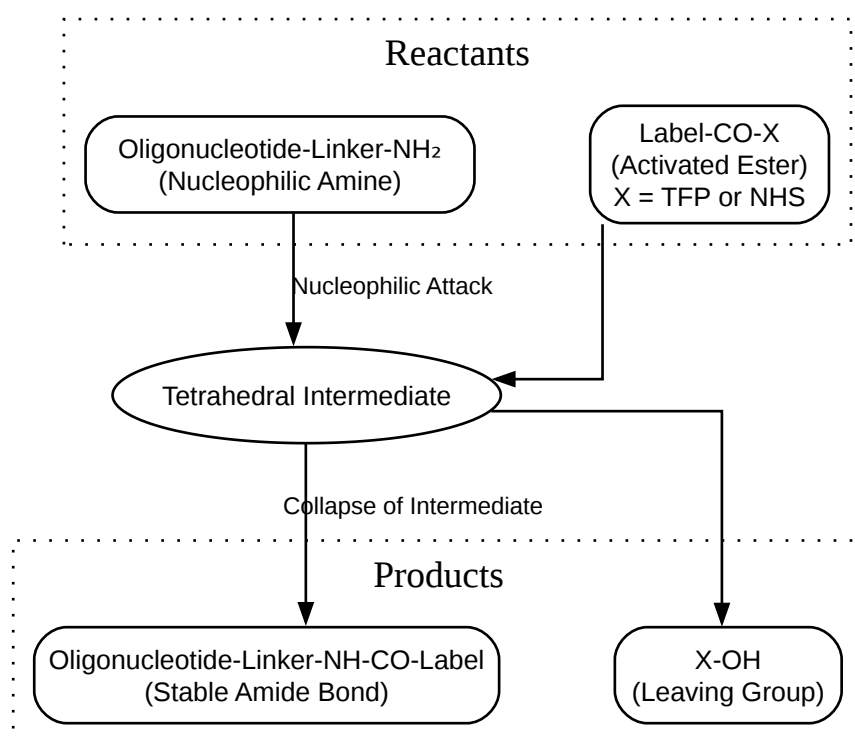 Reactants
Oligonucleotide-Linker-NH₂
(Nucleophilic Amine)
Label-CO-X
(Activated Ester)
X = TFP or NHS
Nucleophilic Attack
Tetrahedral Intermediate
Collapse of Intermediate
Products
Oligonucleotide-Linker-NH-CO-Label
(Stable Amide Bond)
X-OH
(Leaving Group)